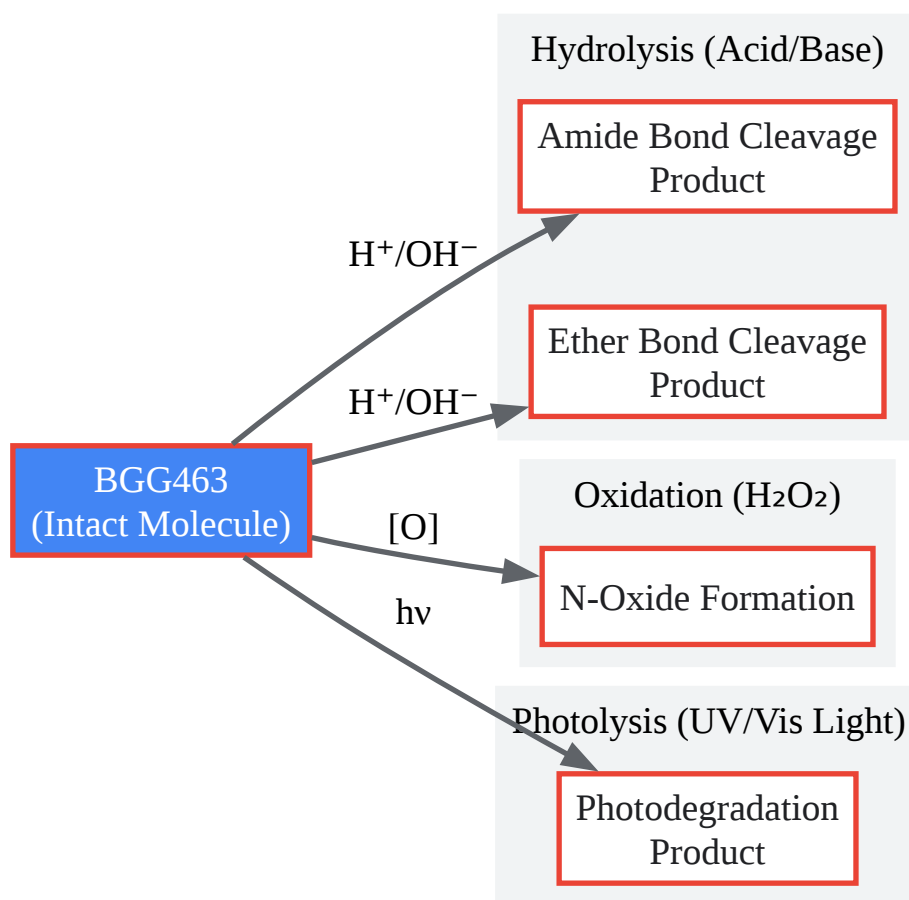 Hydrolysis (Acid/Base)
Amide Bond Cleavage
Product
H⁺/OH⁻
Ether Bond Cleavage
Product
H⁺/OH⁻
BGG463
(Intact Molecule)
Oxidation (H₂O₂)
[O]
N-Oxide Formation
hν
Photolysis (UV/Vis Light)
Photodegradation
Product